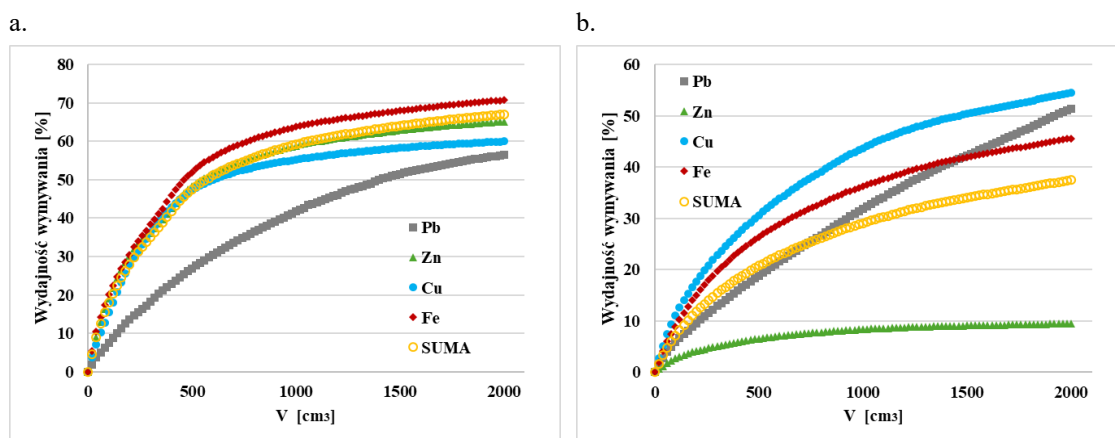 a.
Wydajność wymywania [%]
80
70
60
50
40
30
20
10
0
Pb
Zn
Cu
Fe
SUMA
0 500 1000 1500 2000
V [cm3]
b.
Wydajność wymywania [%]
60
50
40
30
20
10
0
Pb
Zn
Cu
Fe
SUMA
0 500 1000 1500 2000
V [cm3]